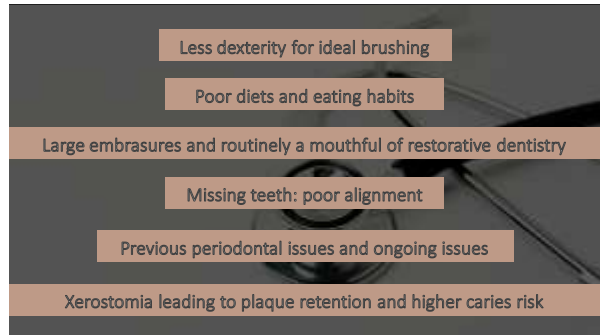 Less dexterity for ideal brushing
Poor diets and eating habits
Large embrasures and routinely a mouthful of restorative dentistry
Missing teeth: poor alignment
Previous periodontal issues and ongoing issues
Xerostomia leading to plaque retention and higher caries risk